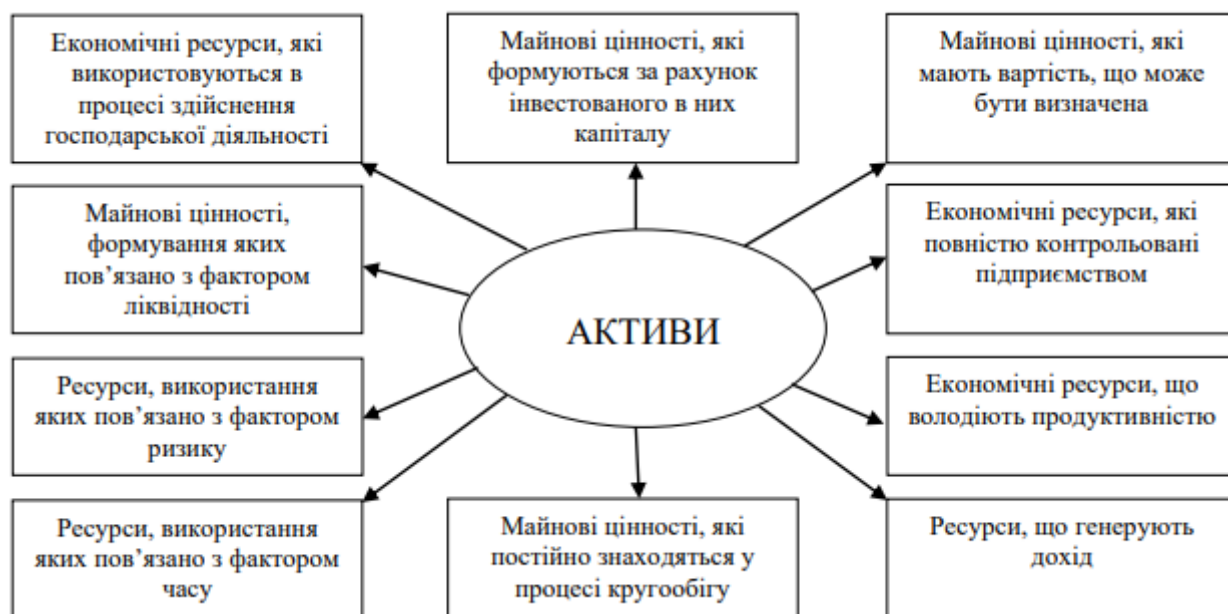 Економічні ресурси, які
використовуються в
процесі здійснення
господарської діяльності
Майнові цінності, які
формуються за рахунок
інвестованого в них
капіталу
Майнові цінності, які
мають вартість, що може
бути визначена
Майнові цінності,
формування яких
пов’язано з фактором
ліквідності
Економічні ресурси, які
повністю контрольовані
підприємством
АКТИВИ
Ресурси, використання
яких пов’язано з фактором
ризику
Економічні ресурси, що
володіють продуктивністю
Ресурси, використання
яких пов’язано з фактором
часу
Майнові цінності, які
постійно знаходяться у
процесі кругообігу
Ресурси, що генерують
дохід